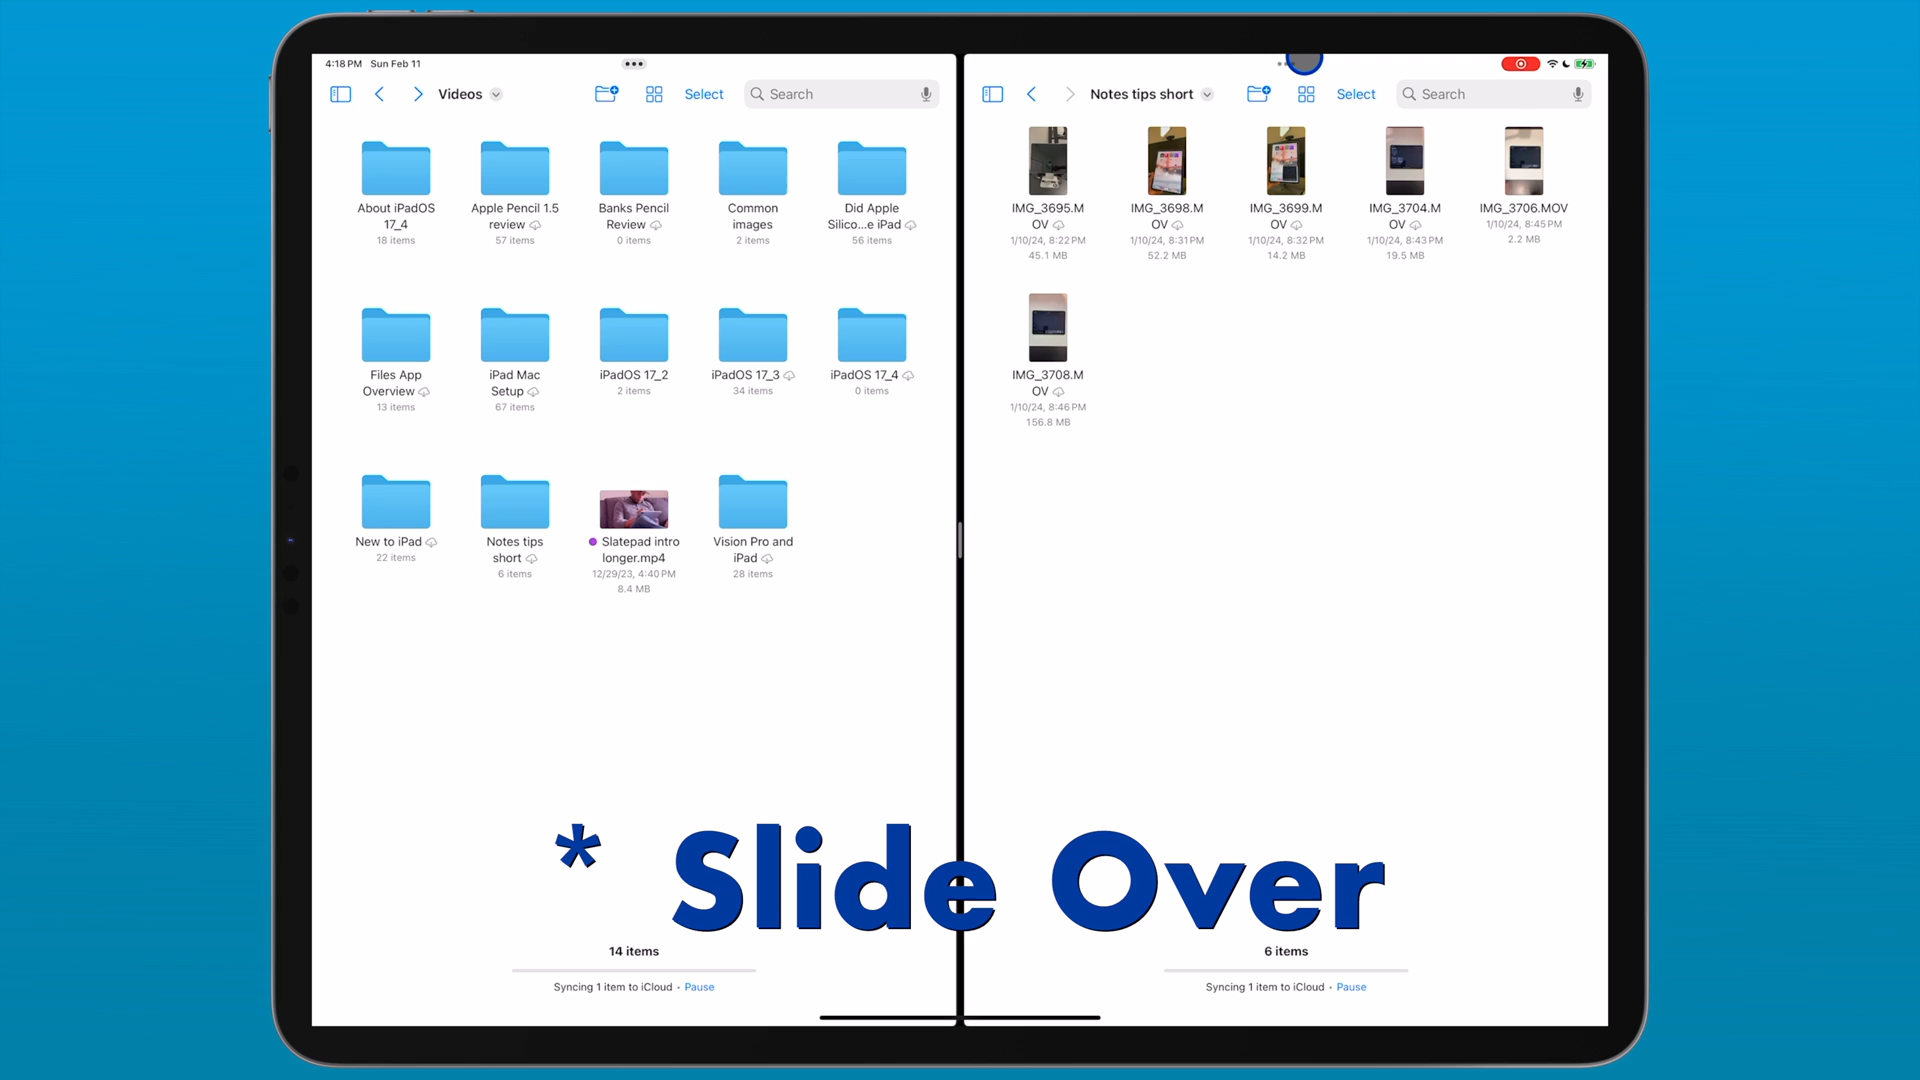 4:18 PM Sun Feb 11
Videos
Select
Search
About iPadOS
17_4
18 items
Apple Pencil 1.5
review
57 items
Banks Pencil
Review
0 items
Common
images
2 items
Did Apple
Silico...e iPad
56 items
Files App
Overview
13 items
iPad Mac
Setup
67 items
iPadOS 17_2
2 items
iPadOS 17_3
34 items
iPadOS 17_4
0 items
New to iPad
22 items
Notes tips
short
6 items
Slatepad intro
longer.mp4
12/29/23, 4:40 PM
8.4 MB
Vision Pro and
iPad
28 items
14 items
Syncing 1 item to iCloud • Pause
Notes tips short
Select
Search
IMG_3695.M
OV
1/10/24, 8:22 PM
45.1 MB
IMG_3698.M
OV
1/10/24, 8:31 PM
52.2 MB
IMG_3699.M
OV
1/10/24, 8:32 PM
14.2 MB
IMG_3704.M
OV
1/10/24, 8:43 PM
19.5 MB
IMG_3706.MOV
1/10/24, 8:45 PM
2.2 MB
IMG_3708.M
OV
1/10/24, 8:46 PM
156.8 MB
6 items
Syncing 1 item to iCloud • Pause
* Slide Over